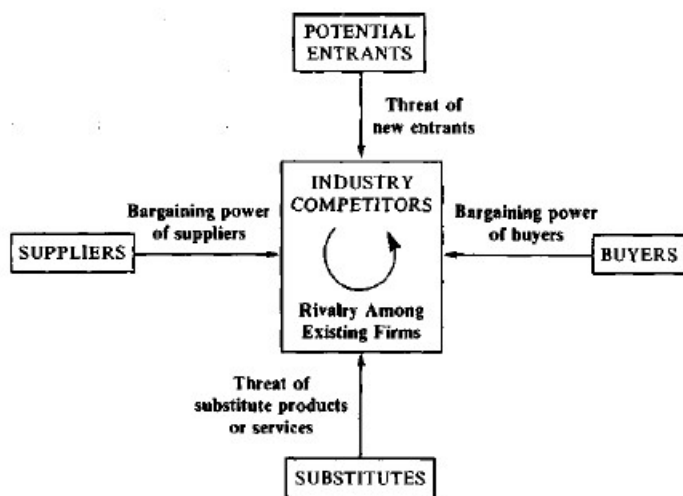 POTENTIAL
ENTRANTS
Threat of
new entrants
INDUSTRY
COMPETITORS
Bargaining power
of suppliers
Bargaining power
of buyers
SUPPLIERS
BUYERS
Rivalry Among
Existing Firms
Threat of
substitute products
or services
SUBSTITUTES